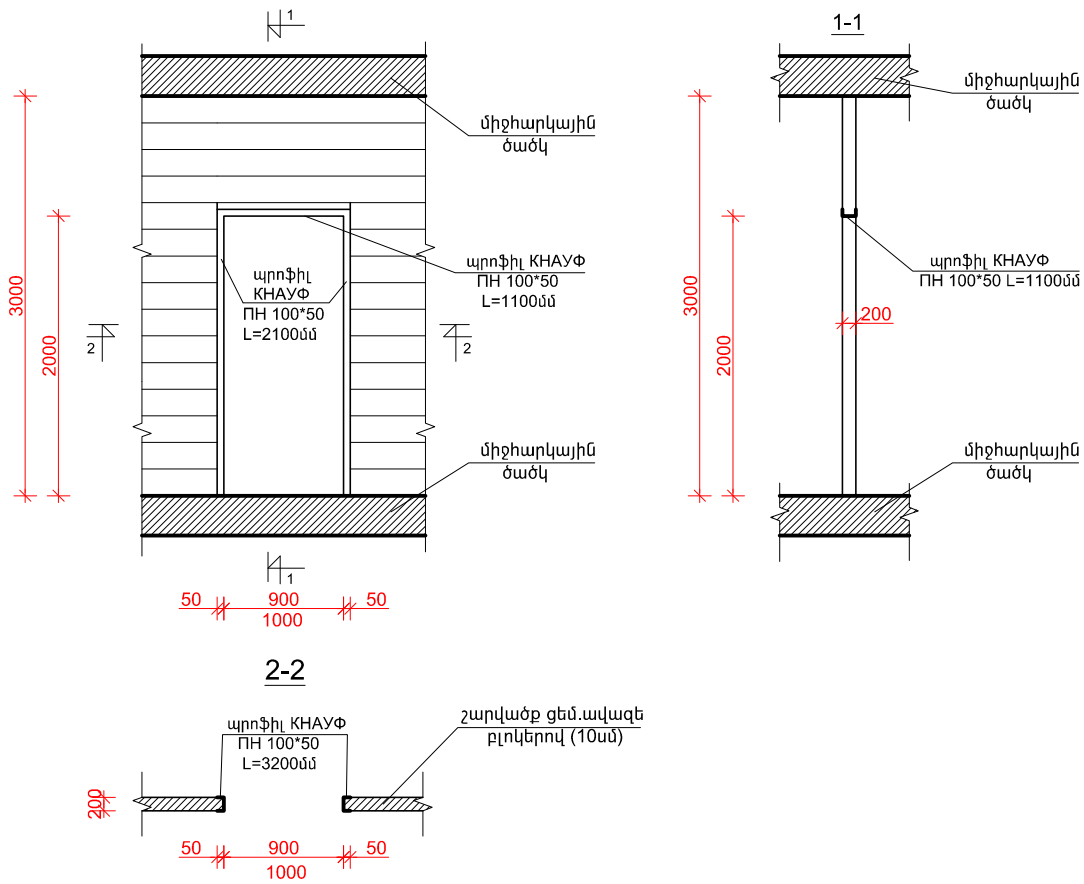 1
1-1
միջհարկային
ծածկ
միջհարկային
ծածկ
3000
2000
պրոֆիլ
КНАУФ
ПН 100*50
L=2100մմ
պրոֆիլ КНАУФ
ПН 100*50
L=1100մմ
2
2
միջհարկային
ծածկ
3000
2000
200
պրոֆիլ КНАУФ
ПН 100*50 L=1100մմ
միջհարկային
ծածկ
1
50
900
50
1000
2-2
պրոֆիլ КНАУФ
ПН 100*50
L=3200մմ
շարվածք ցեմ.ավազե
բլոկերով (10սմ)
200
50
900
50
1000